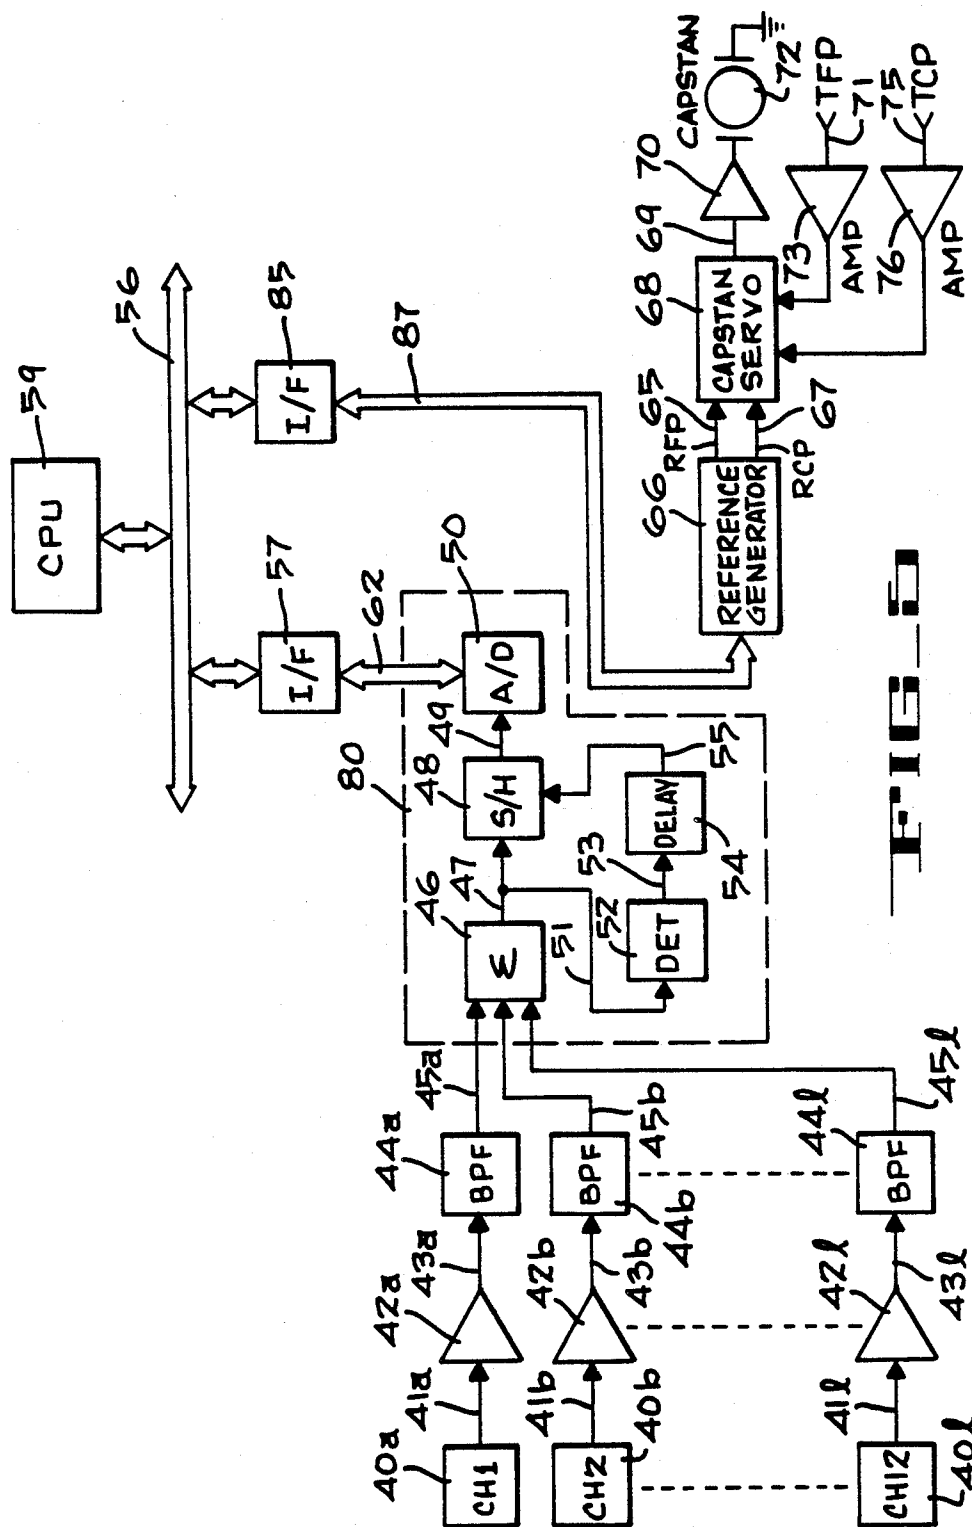 CPU
59
56
I/F
57
I/F
85
62
87
80
A/D
50
49
S/H
48
47
46
Σ
51
DET
52
53
DELAY
54
55
CH1
40a
41a
42a
43a
BPF
44a
45a
CH2
40b
41b
42b
43b
BPF
44b
45b
CH12
40l
41l
42l
43l
BPF
44l
45l
REFERENCE
GENERATOR
66
RFP
65
RCP
67
CAPSTAN
SERVO
68
69
70
CAPSTAN
72
TFP
71
73
AMP
TCP
75
76
AMP